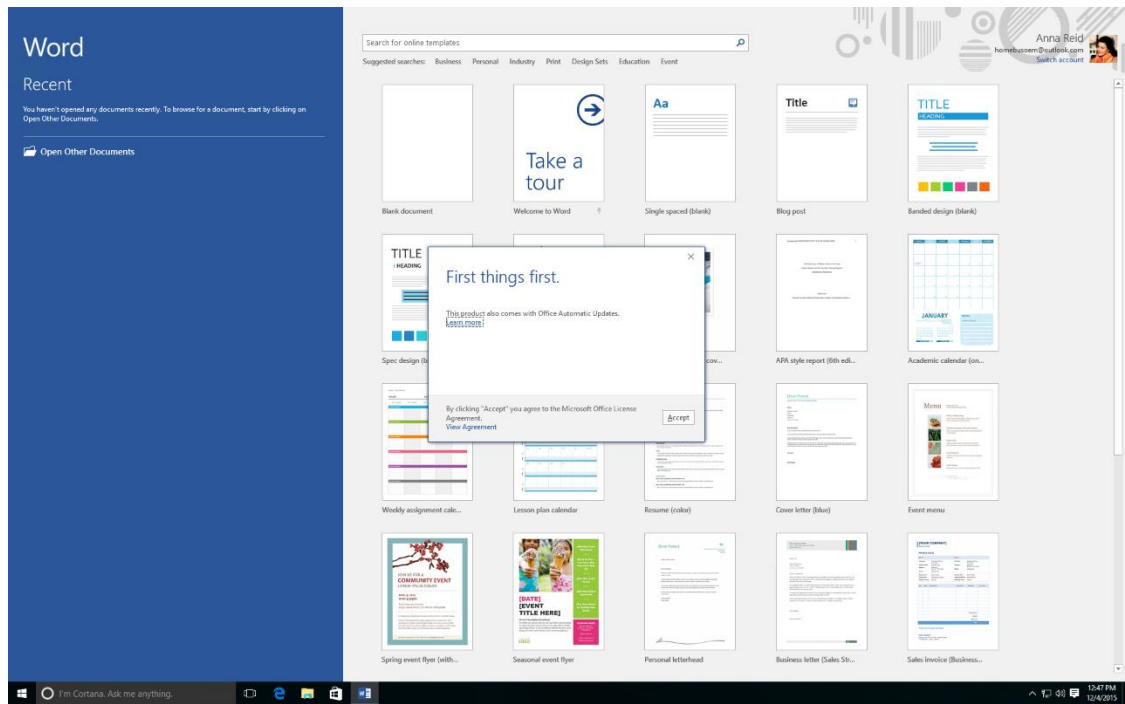 Word
Recent
You haven't opened any documents recently. To browse for a document, start by clicking on
Open Other Documents.
Open Other Documents
Search for online templates
Suggested searches: Business Personal Industry Print Design Sets Education Event
Anna Reid
homebusoem@outlook.com
Switch account
Take a
tour
Aa
Title
TITLE
HEADING
Blank document
Welcome to Word
Single spaced (blank)
Blog post
Banded design (blank)
TITLE
HEADING
JANUARY
Spec design (b
cov...
APA style report (6th edi...
Academic calendar (on...
First things first.
This product also comes with Office Automatic Updates.
Learn more
By clicking "Accept" you agree to the Microsoft Office License
Agreement.
View Agreement
Accept
Menu
Weekly assignment cale...
Lesson plan calendar
Resume (color)
Cover letter (blue)
Event menu
COMMUNITY EVENT
[DATE]
[EVENT
TITLE HERE]
Spring event flyer (with...
Seasonal event flyer
Personal letterhead
Business letter (Sales Str...
Sales invoice (Business...
I'm Cortana. Ask me anything.
12:47 PM
12/4/2015